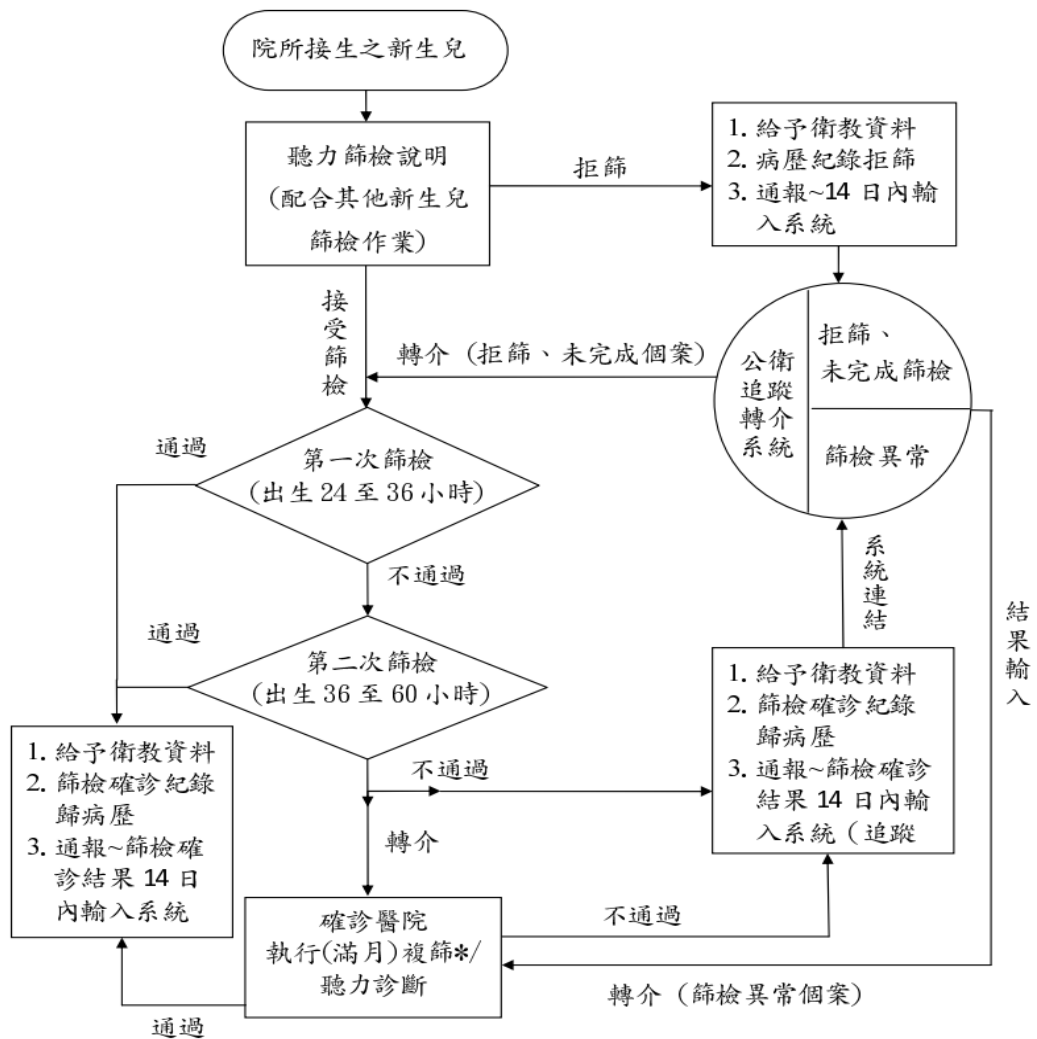 院所接生之新生兒
聽力篩檢說明
(配合其他新生兒
篩檢作業)
拒篩
1. 給予衛教資料
2. 病歷紀錄拒篩
3. 通報~14 日內輸
入系統
接受篩檢
轉介 (拒篩、未完成個案)
公衛
追蹤
轉介
系統
拒篩、
未完成篩檢
篩檢異常
通過
第一次篩檢
(出生 24 至 36 小時)
不通過
系統連結
結果輸入
通過
第二次篩檢
(出生 36 至 60 小時)
1. 給予衛教資料
2. 篩檢確診紀錄
歸病歷
3. 通報~篩檢確診
結果 14 日內輸
入系統 (追蹤
不通過
1. 給予衛教資料
2. 篩檢確診紀錄
歸病歷
3. 通報~篩檢確
診結果 14 日
內輸入系統
轉介
確診醫院
執行(滿月)複篩*/
聽力診斷
不通過
轉介 (篩檢異常個案)
通過